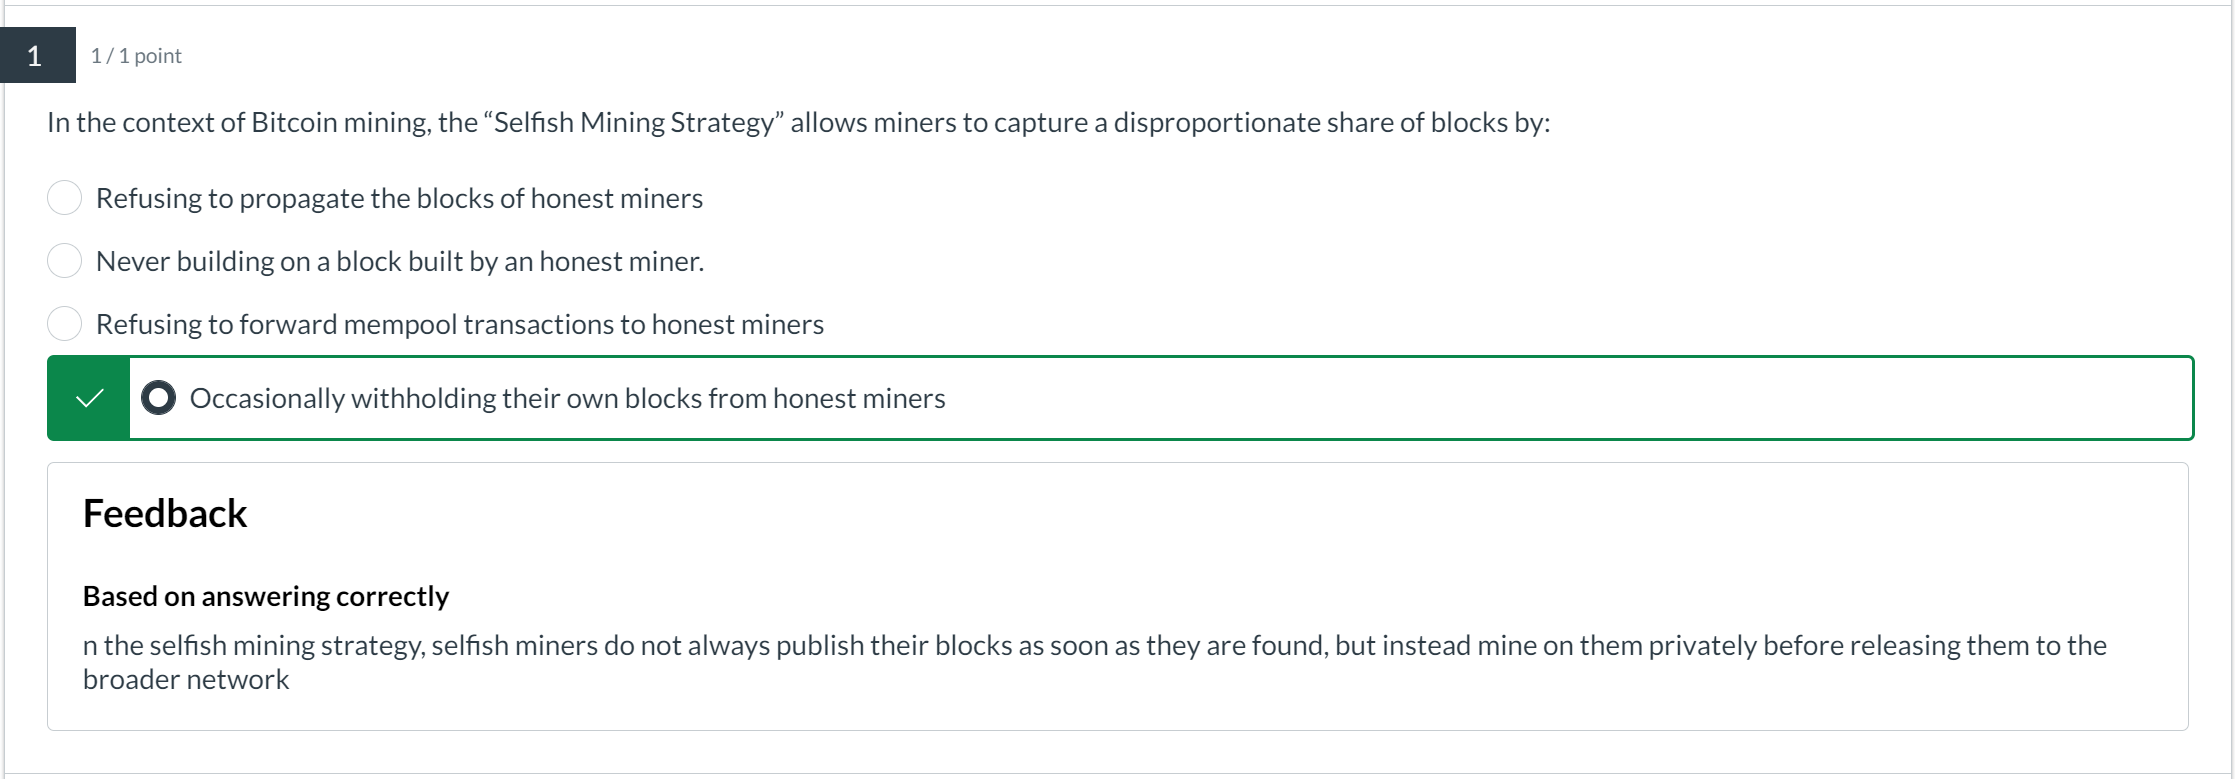 1
1 / 1 point
In the context of Bitcoin mining, the “Selfish Mining Strategy” allows miners to capture a disproportionate share of blocks by:
Refusing to propagate the blocks of honest miners
Never building on a block built by an honest miner.
Refusing to forward mempool transactions to honest miners
Occasionally withholding their own blocks from honest miners
Feedback
Based on answering correctly
n the selfish mining strategy, selfish miners do not always publish their blocks as soon as they are found, but instead mine on them privately before releasing them to the
broader network